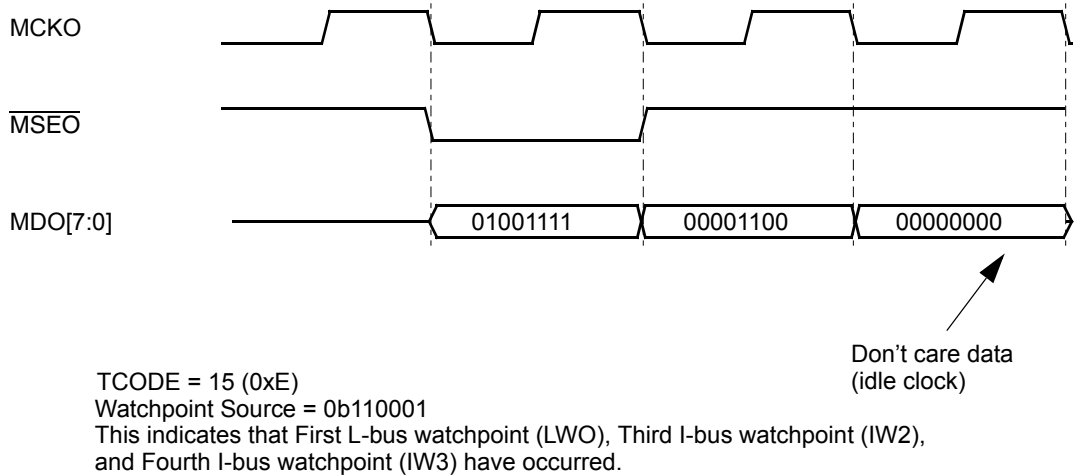 MCKO
MSEO
MDO[7:0]
01001111
00001100
00000000
Don't care data
(idle clock)
TCODE = 15 (0xE)
Watchpoint Source = 0b110001
This indicates that First L-bus watchpoint (LWO), Third I-bus watchpoint (IW2),
and Fourth I-bus watchpoint (IW3) have occurred.